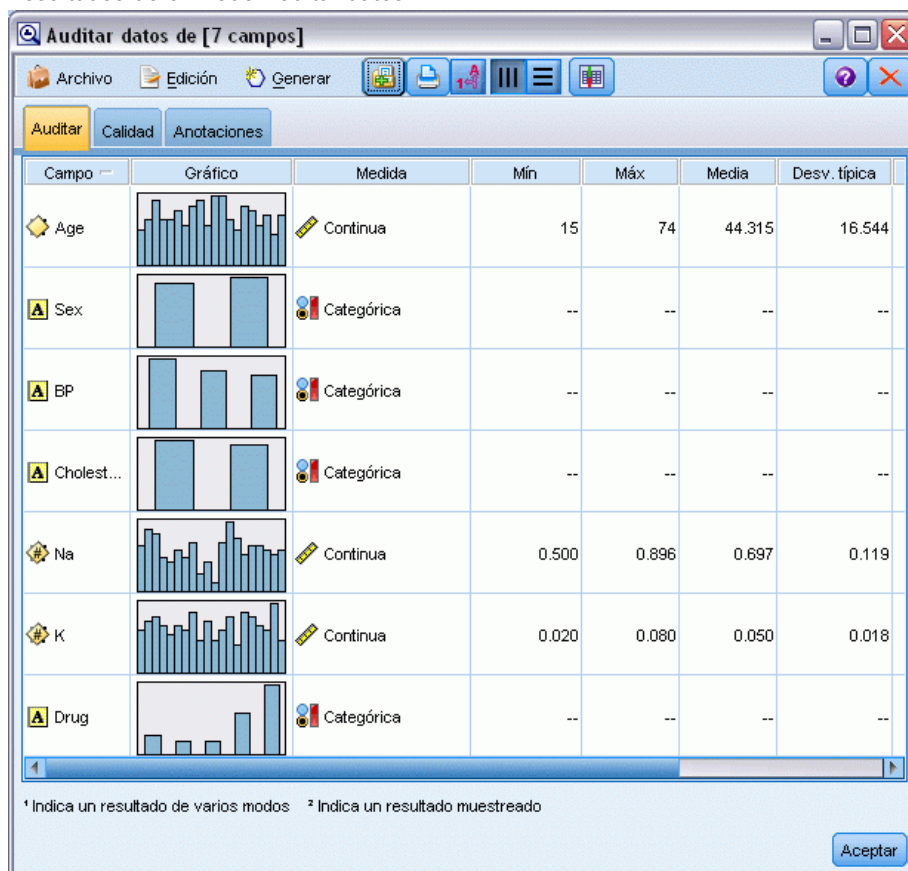 Auditar datos de [7 campos]
Archivo Edición Generar
Auditar Calidad Anotaciones
Campo Gráfico Medida Mín Máx Media Desv. típica
Age Continua 15 74 44.315 16.544
A Sex Categórica -- -- -- --
A BP Categórica -- -- -- --
A Cholest... Categórica -- -- -- --
# Na Continua 0.500 0.896 0.697 0.119
# K Continua 0.020 0.080 0.050 0.018
A Drug Categórica -- -- -- --
¹ Indica un resultado de varios modos ² Indica un resultado muestreado
Aceptar